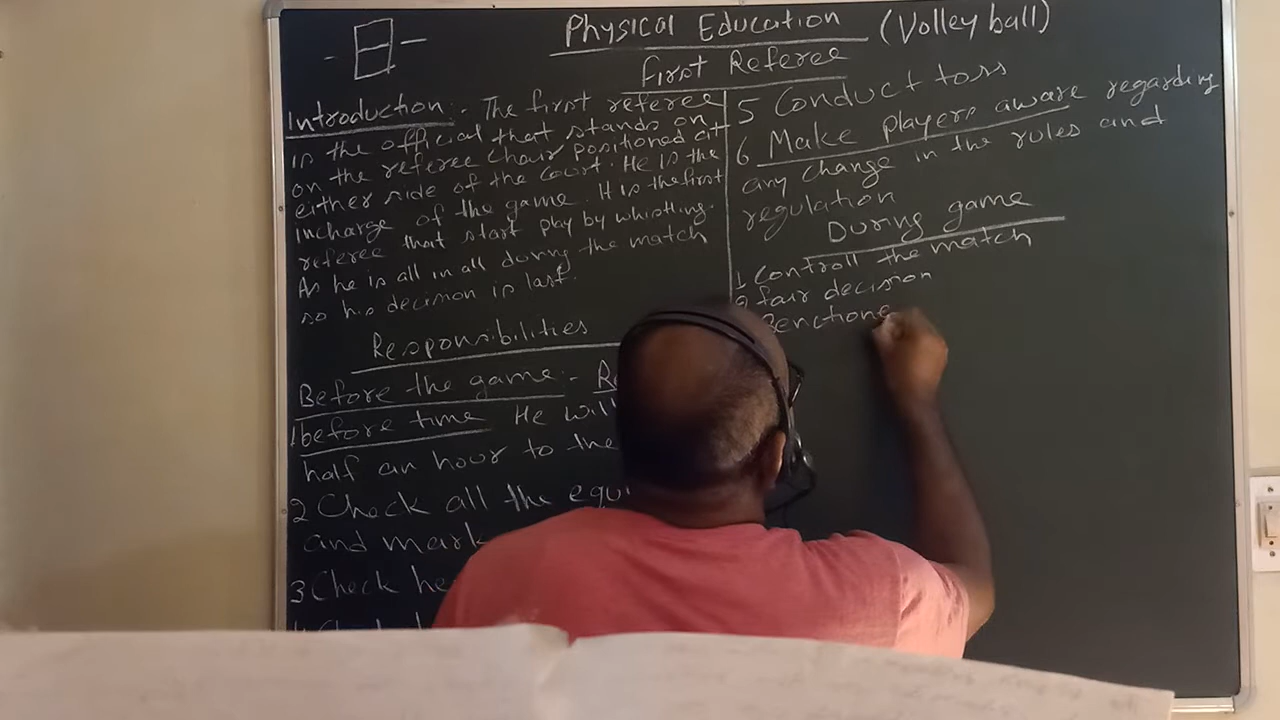 Physical Education (Volley ball)
First Referee
Introduction:- The first referee
is the official that stands on
on the referee chair positioned at
either side of the court. He is the
incharge of the game. It is the first
referee that start play by whistling.
As he is all in all during the match
so his decision is last.
Responsibilities
Before the game:-
1 before time He will
half an hour to the
2 Check all the equi
and mark
3 Check he
5 Conduct toss
6 Make players aware regarding
any change in the rules and
regulation
During game
1 Controll the match
2 fair decision
Senctione